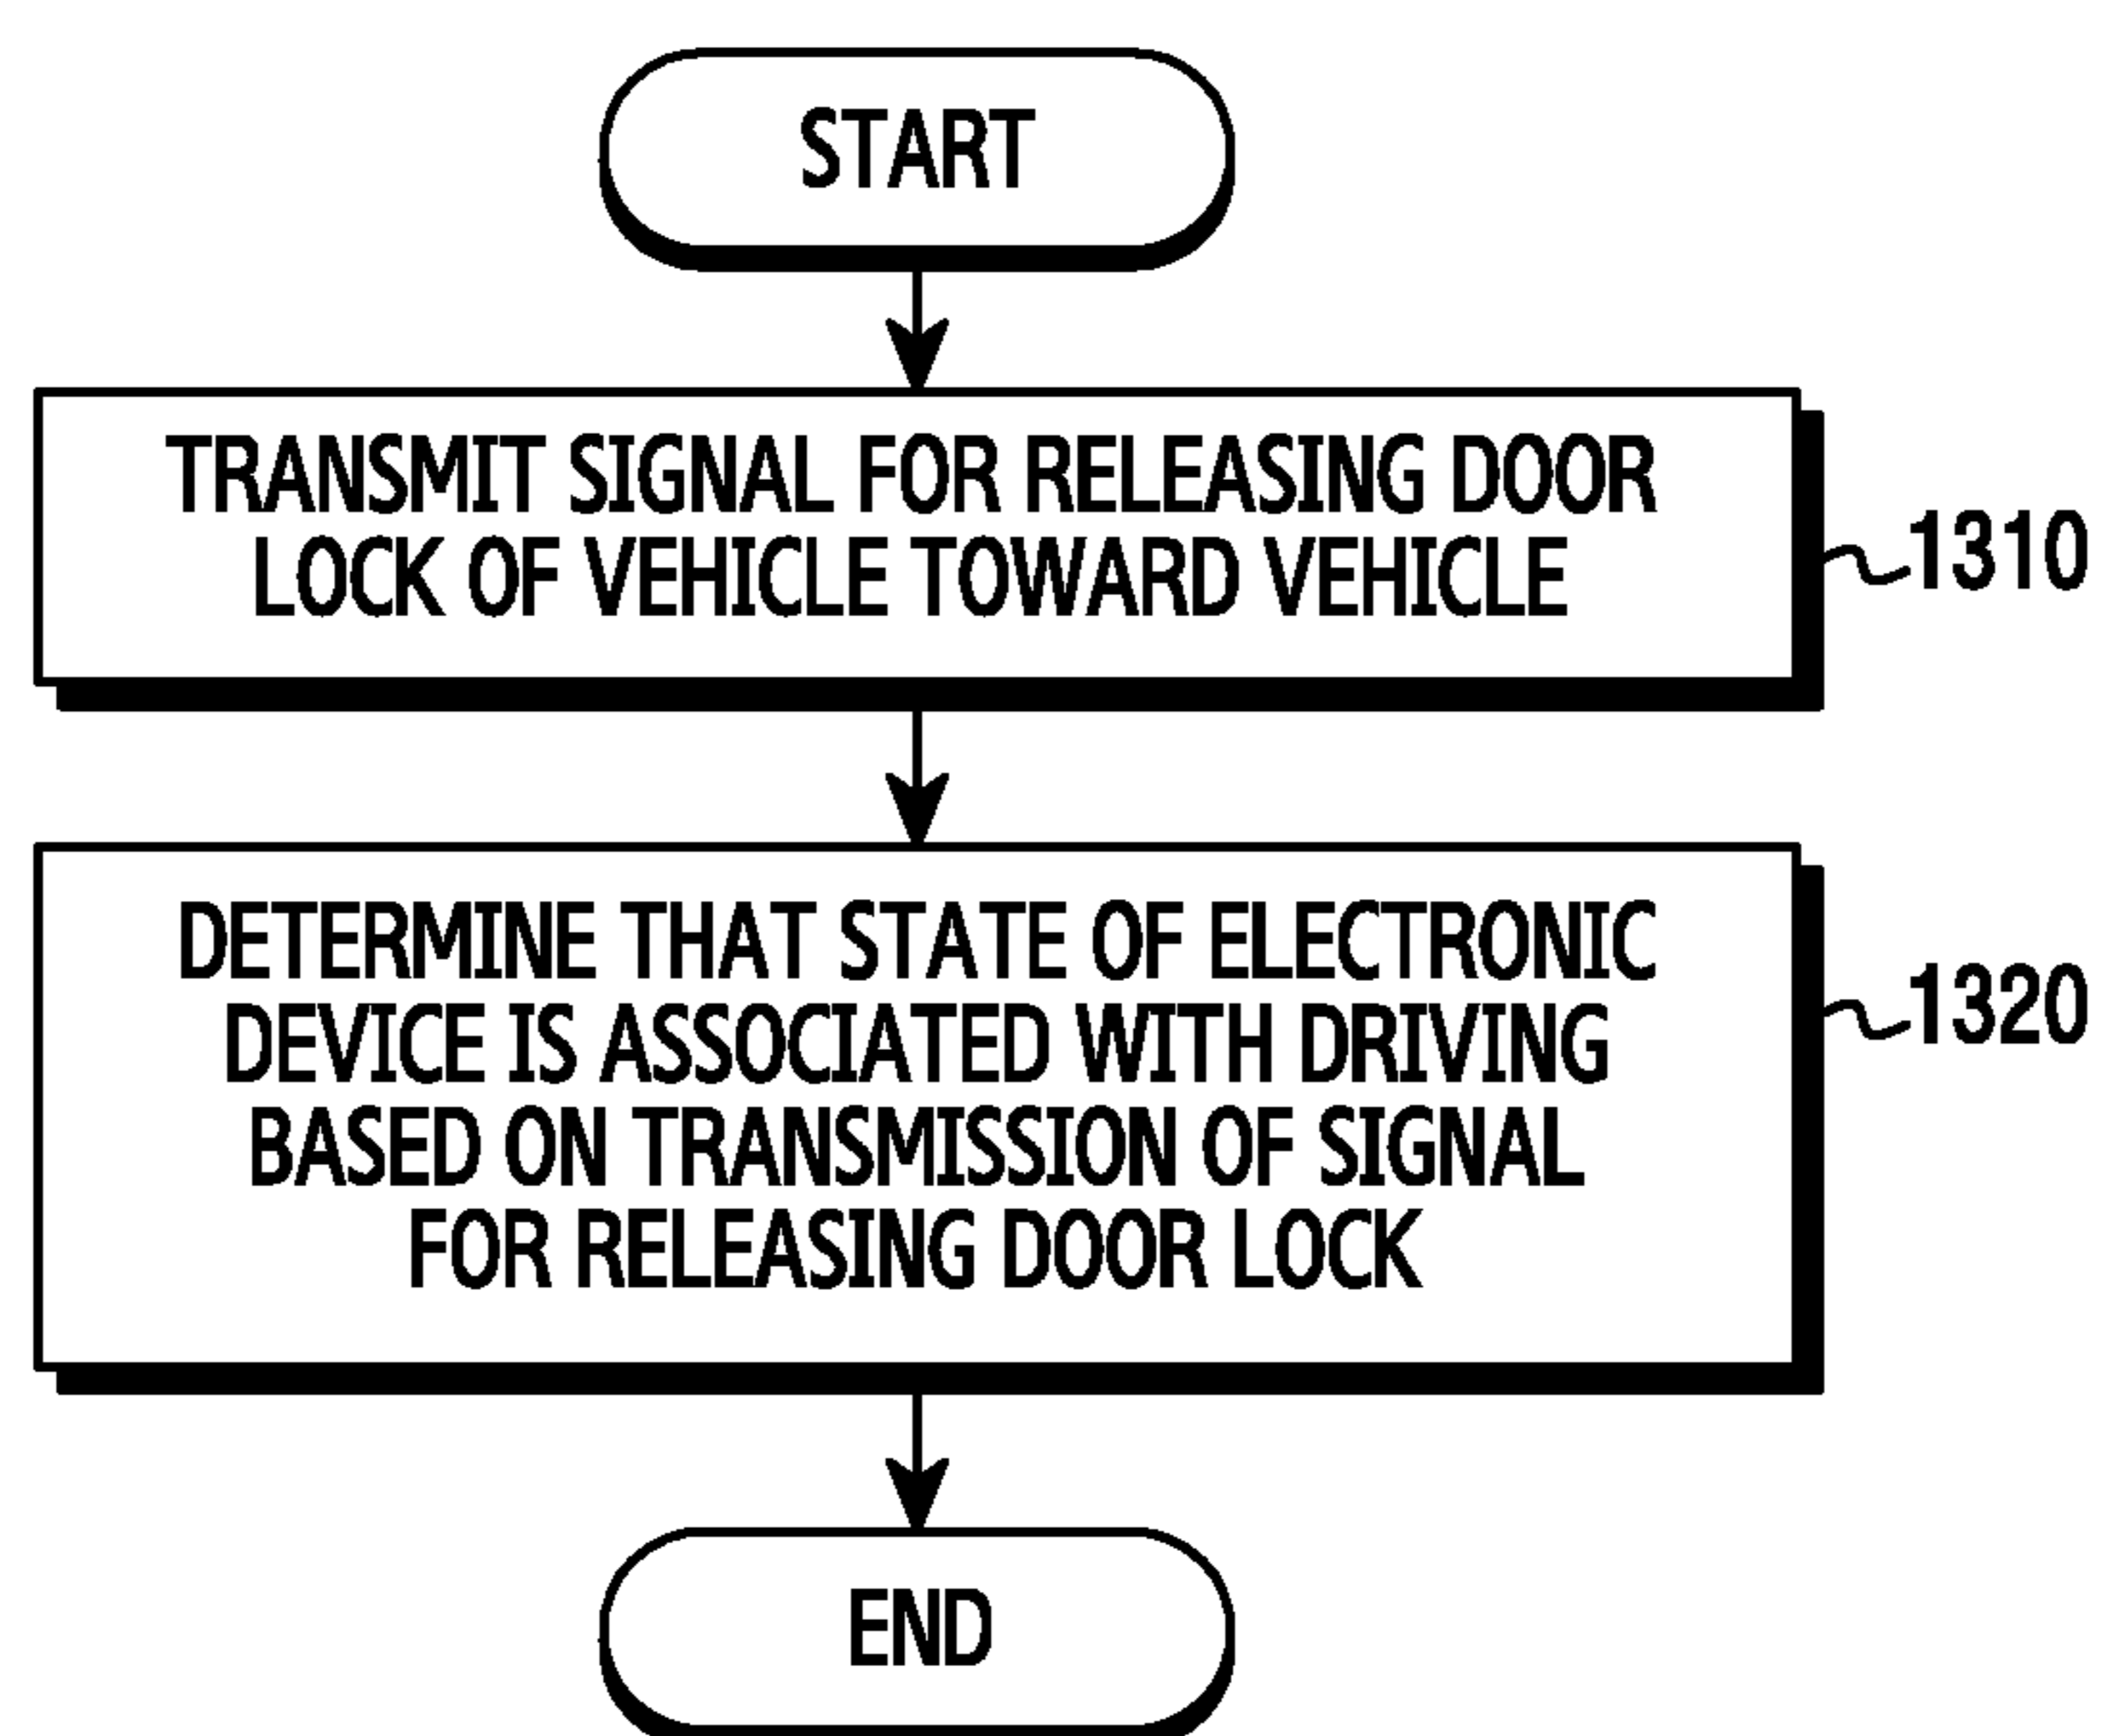 START
TRANSMIT SIGNAL FOR RELEASING DOOR
LOCK OF VEHICLE TOWARD VEHICLE
1310
DETERMINE THAT STATE OF ELECTRONIC
DEVICE IS ASSOCIATED WITH DRIVING
BASED ON TRANSMISSION OF SIGNAL
FOR RELEASING DOOR LOCK
1320
END